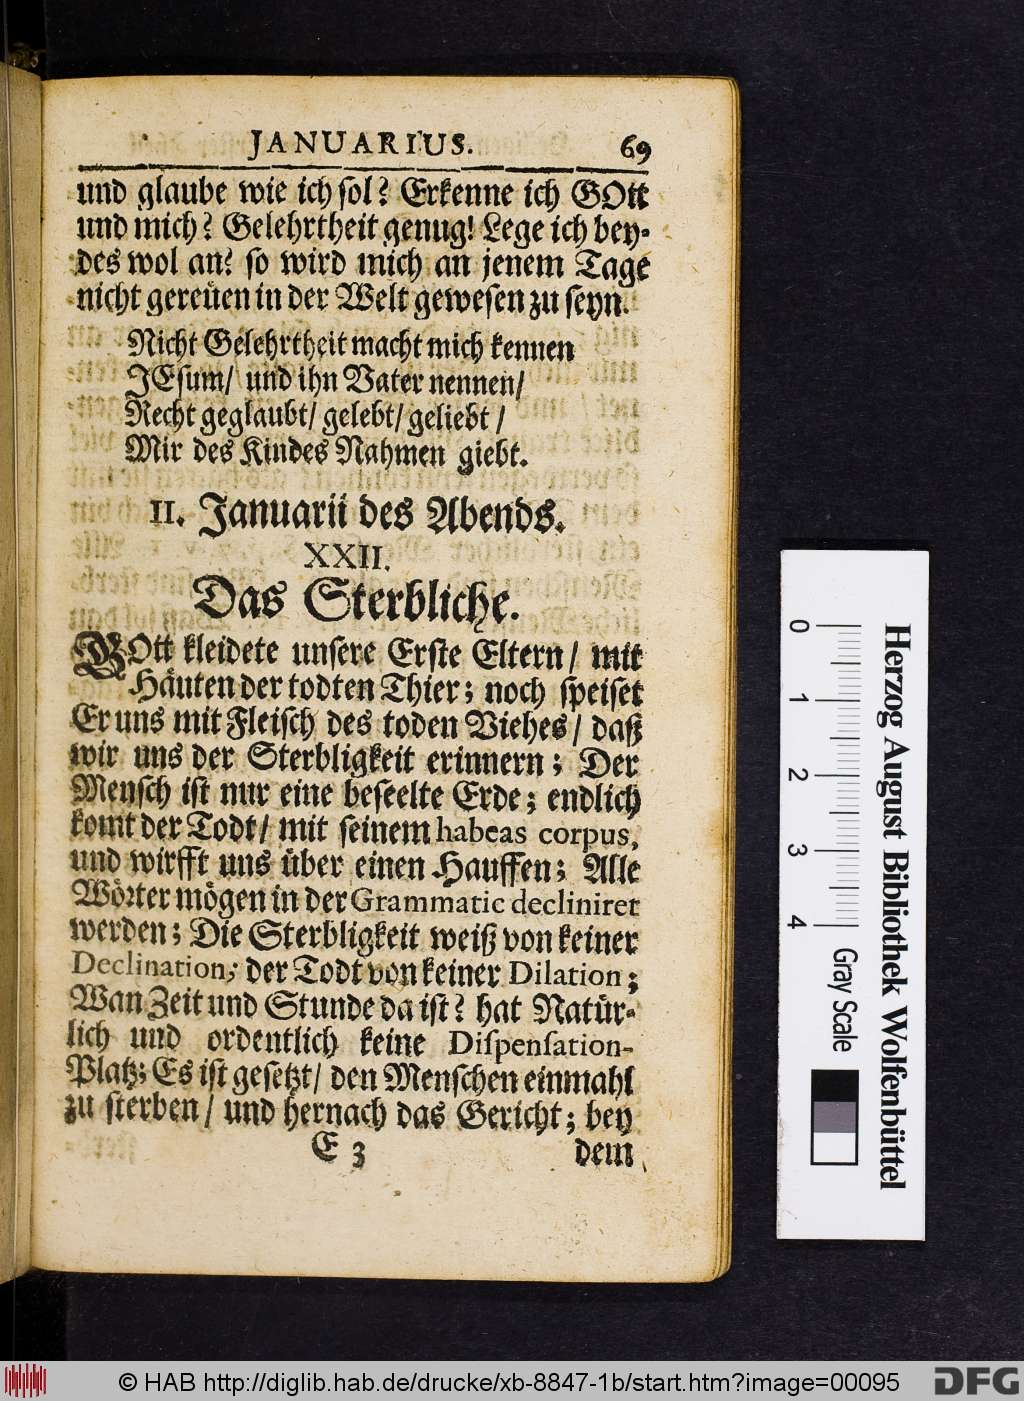 JANUARIUS. 69
und glaube wie ich sol? Erkenne ich GOtt
und mich? Gelehrtheit genug! Lege ich bey-
des wol an? so wird mich an jenem Tage
nicht gereüen in der Welt gewesen zu seyn.
Nicht Gelehrtheit macht mich kennen
JEsum/ und ihn Vater nennen/
Recht geglaubt/ gelebt/ geliebt/
Mir des Kindes Nahmen giebt.
11. Januarii des Abends.
XXII.
Das Sterbliche.
GOtt kleidete unsere Erste Eltern/ mit
Häuten der todten Thier; noch speiset
Er uns mit Fleisch des toden Viehes/ daß
wir uns der Sterbligkeit erinnern; Der
Mensch ist nur eine beseelte Erde; endlich
komt der Todt/ mit seinem habeas corpus,
und wirfft uns über einen Hauffen; Alle
Wörter mögen in der Grammatic decliniret
werden; Die Sterbligkeit weiß von keiner
Declination; der Todt von keiner Dilation;
Wan Zeit und Stunde da ist? hat Natür-
lich und ordentlich keine Dispensation-
Platz; Es ist gesetzt/ den Menschen einmahl
zu sterben/ und hernach das Gericht; bey
E 3 dem
0 1 2 3 4
Gray Scale
Herzog August Bibliothek Wolfenbüttel
© HAB http://diglib.hab.de/drucke/xb-8847-1b/start.htm?image=00095
DFG